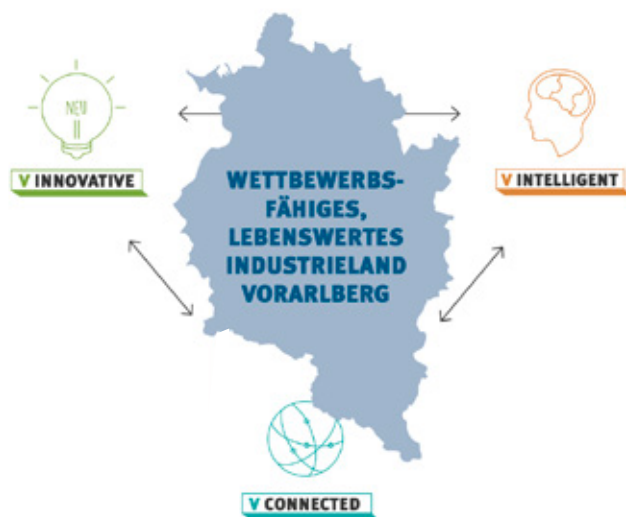 NEU
V INNOVATIVE
V INTELLIGENT
WETTBEWERBS-
FÄHIGES,
LEBENSWERTES
INDUSTRIELAND
VORARLBERG
V CONNECTED